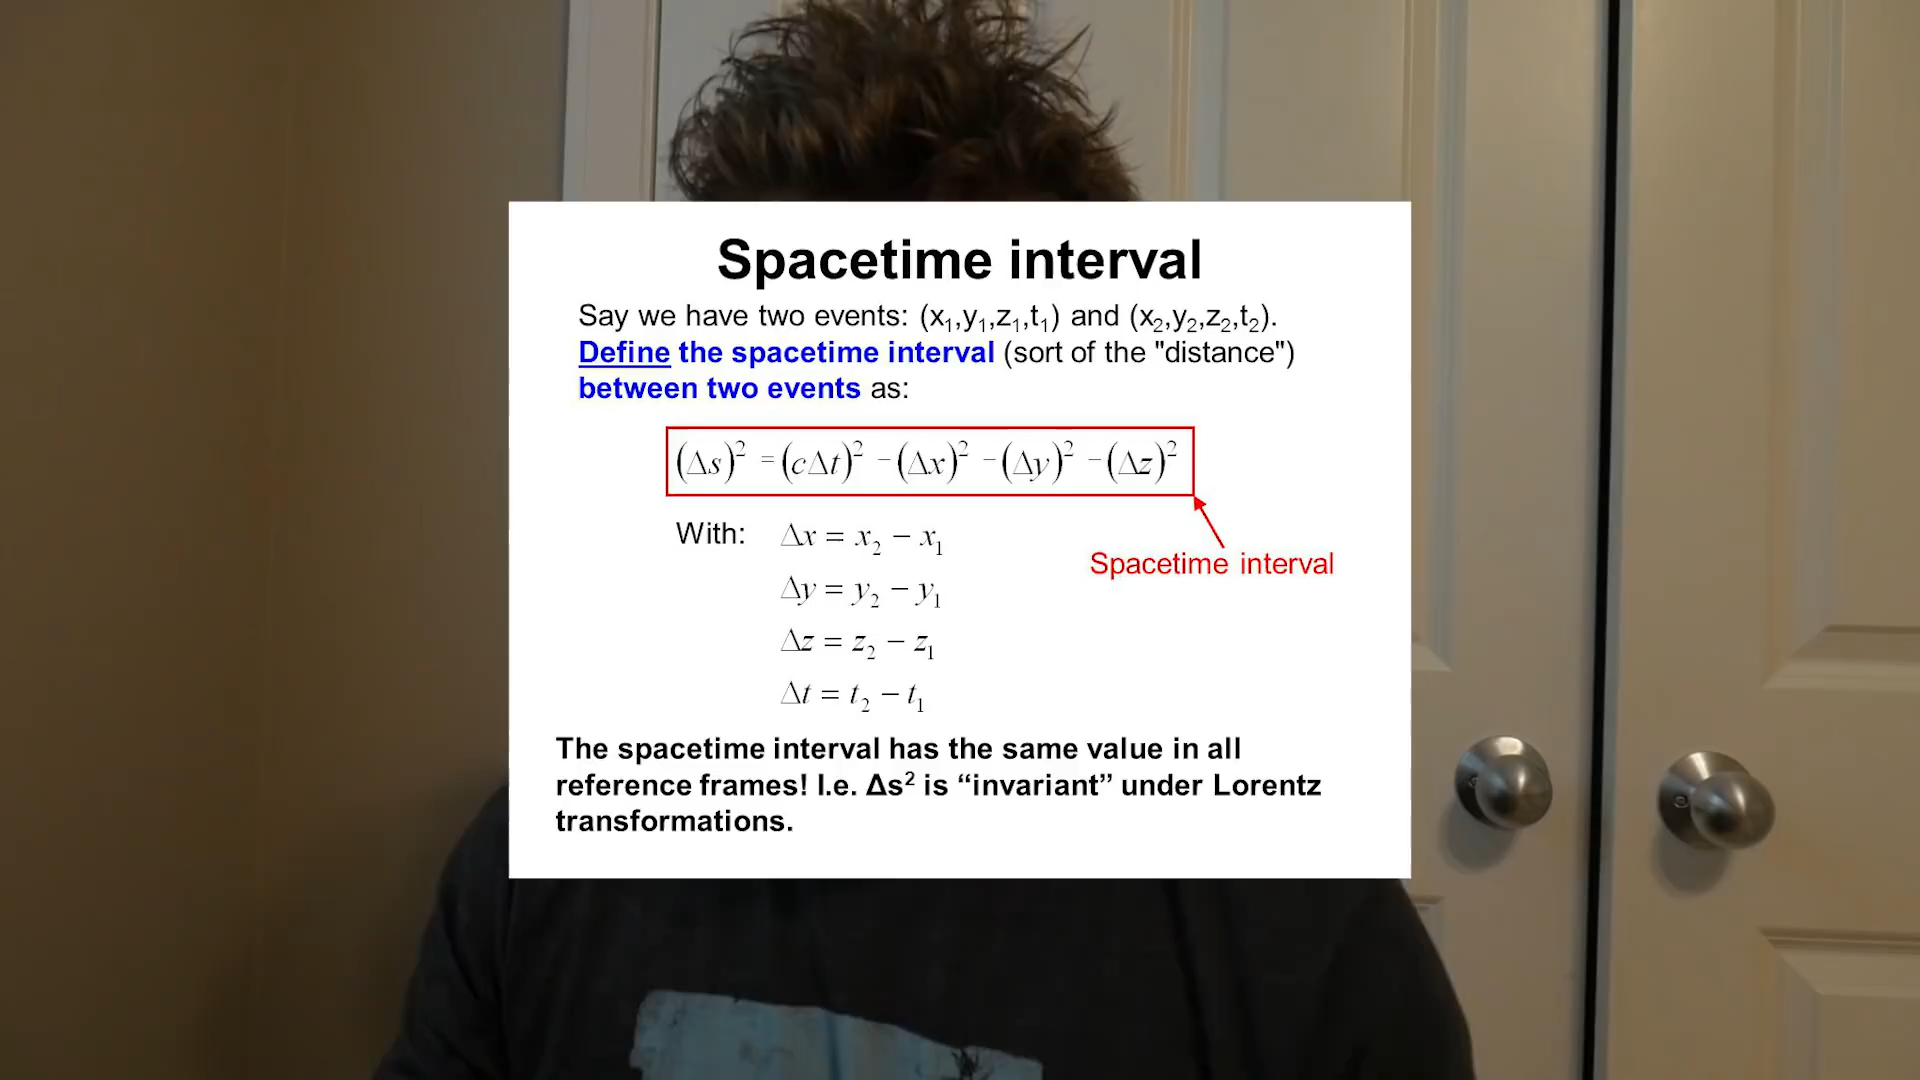 Spacetime interval
Say we have two events: (x₁,y₁,z₁,t₁) and (x₂,y₂,z₂,t₂).
Define the spacetime interval (sort of the "distance")
between two events as:
(Δs)² = (cΔt)² − (Δx)² − (Δy)² − (Δz)²
With: Δx = x₂ − x₁
Spacetime interval
Δy = y₂ − y₁
Δz = z₂ − z₁
Δt = t₂ − t₁
The spacetime interval has the same value in all
reference frames! I.e. Δs² is “invariant” under Lorentz
transformations.